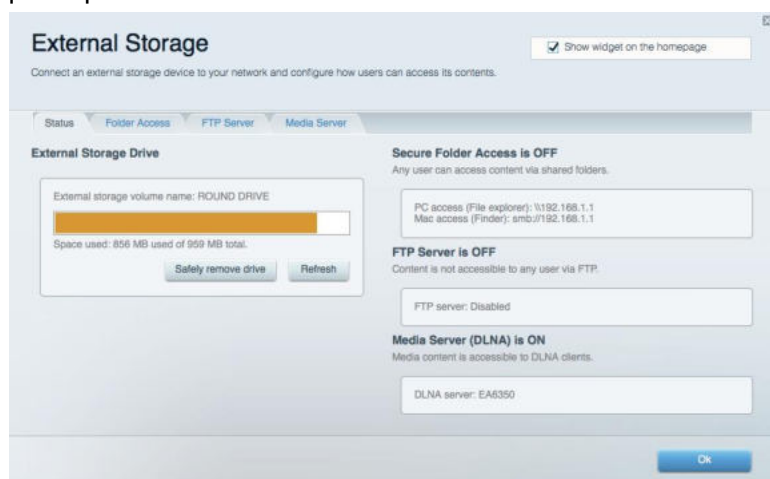 External Storage
Show widget on the homepage
Connect an external storage device to your network and configure how users can access its contents.
Status
Folder Access
FTP Server
Media Server
External Storage Drive
External storage volume name: ROUND DRIVE
Space used: 856 MB used of 959 MB total.
Safely remove drive
Refresh
Secure Folder Access is OFF
Any user can access content via shared folders.
PC access (File explorer): \\192.168.1.1
Mac access (Finder): smb://192.168.1.1
FTP Server is OFF
Content is not accessible to any user via FTP.
FTP server: Disabled
Media Server (DLNA) is ON
Media content is accessible to DLNA clients.
DLNA server: EA6350
Ok